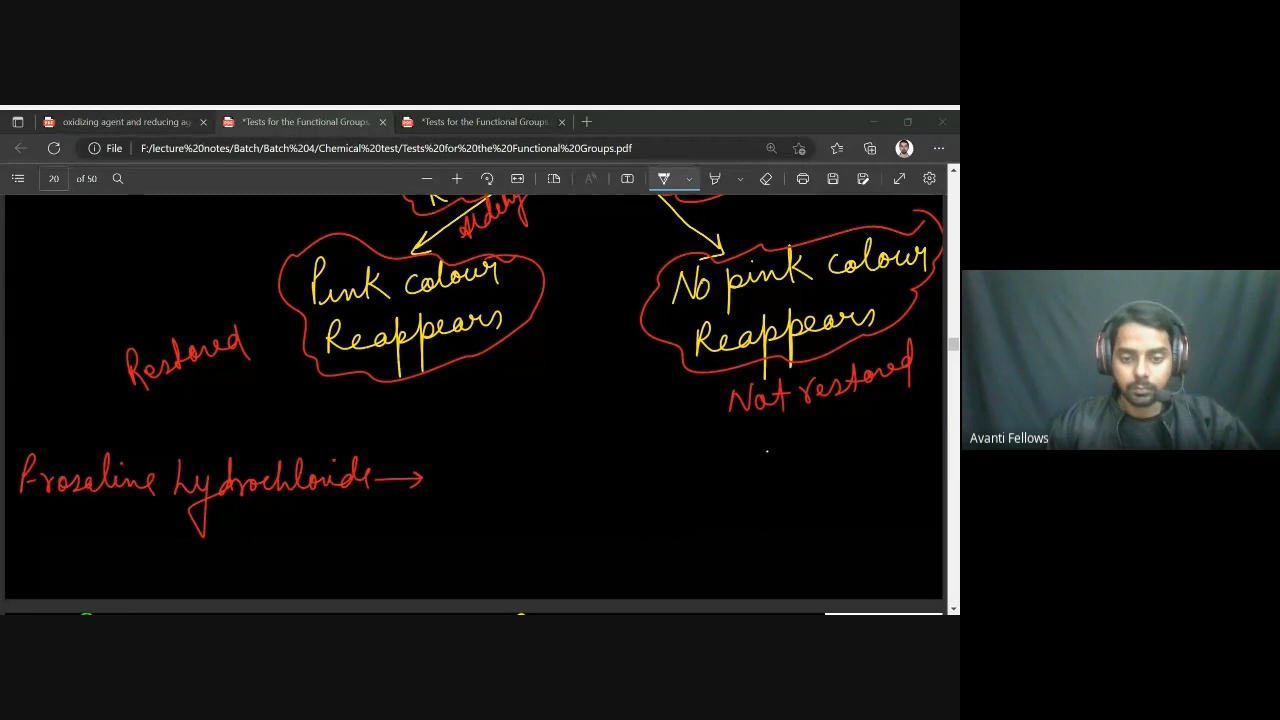 oxidizing agent and reducing ag
*Tests for the Functional Groups.
*Tests for the Functional Groups.
File F:/lecture%20notes/Batch/Batch%204/Chemical%20test/Tests%20for%20the%20Functional%20Groups.pdf
20 of 50
Aldehy
Pink colour
Reappears
No pink colour
Reappears
Restored
Not restored
Prosaline hydrochloride →
Avanti Fellows